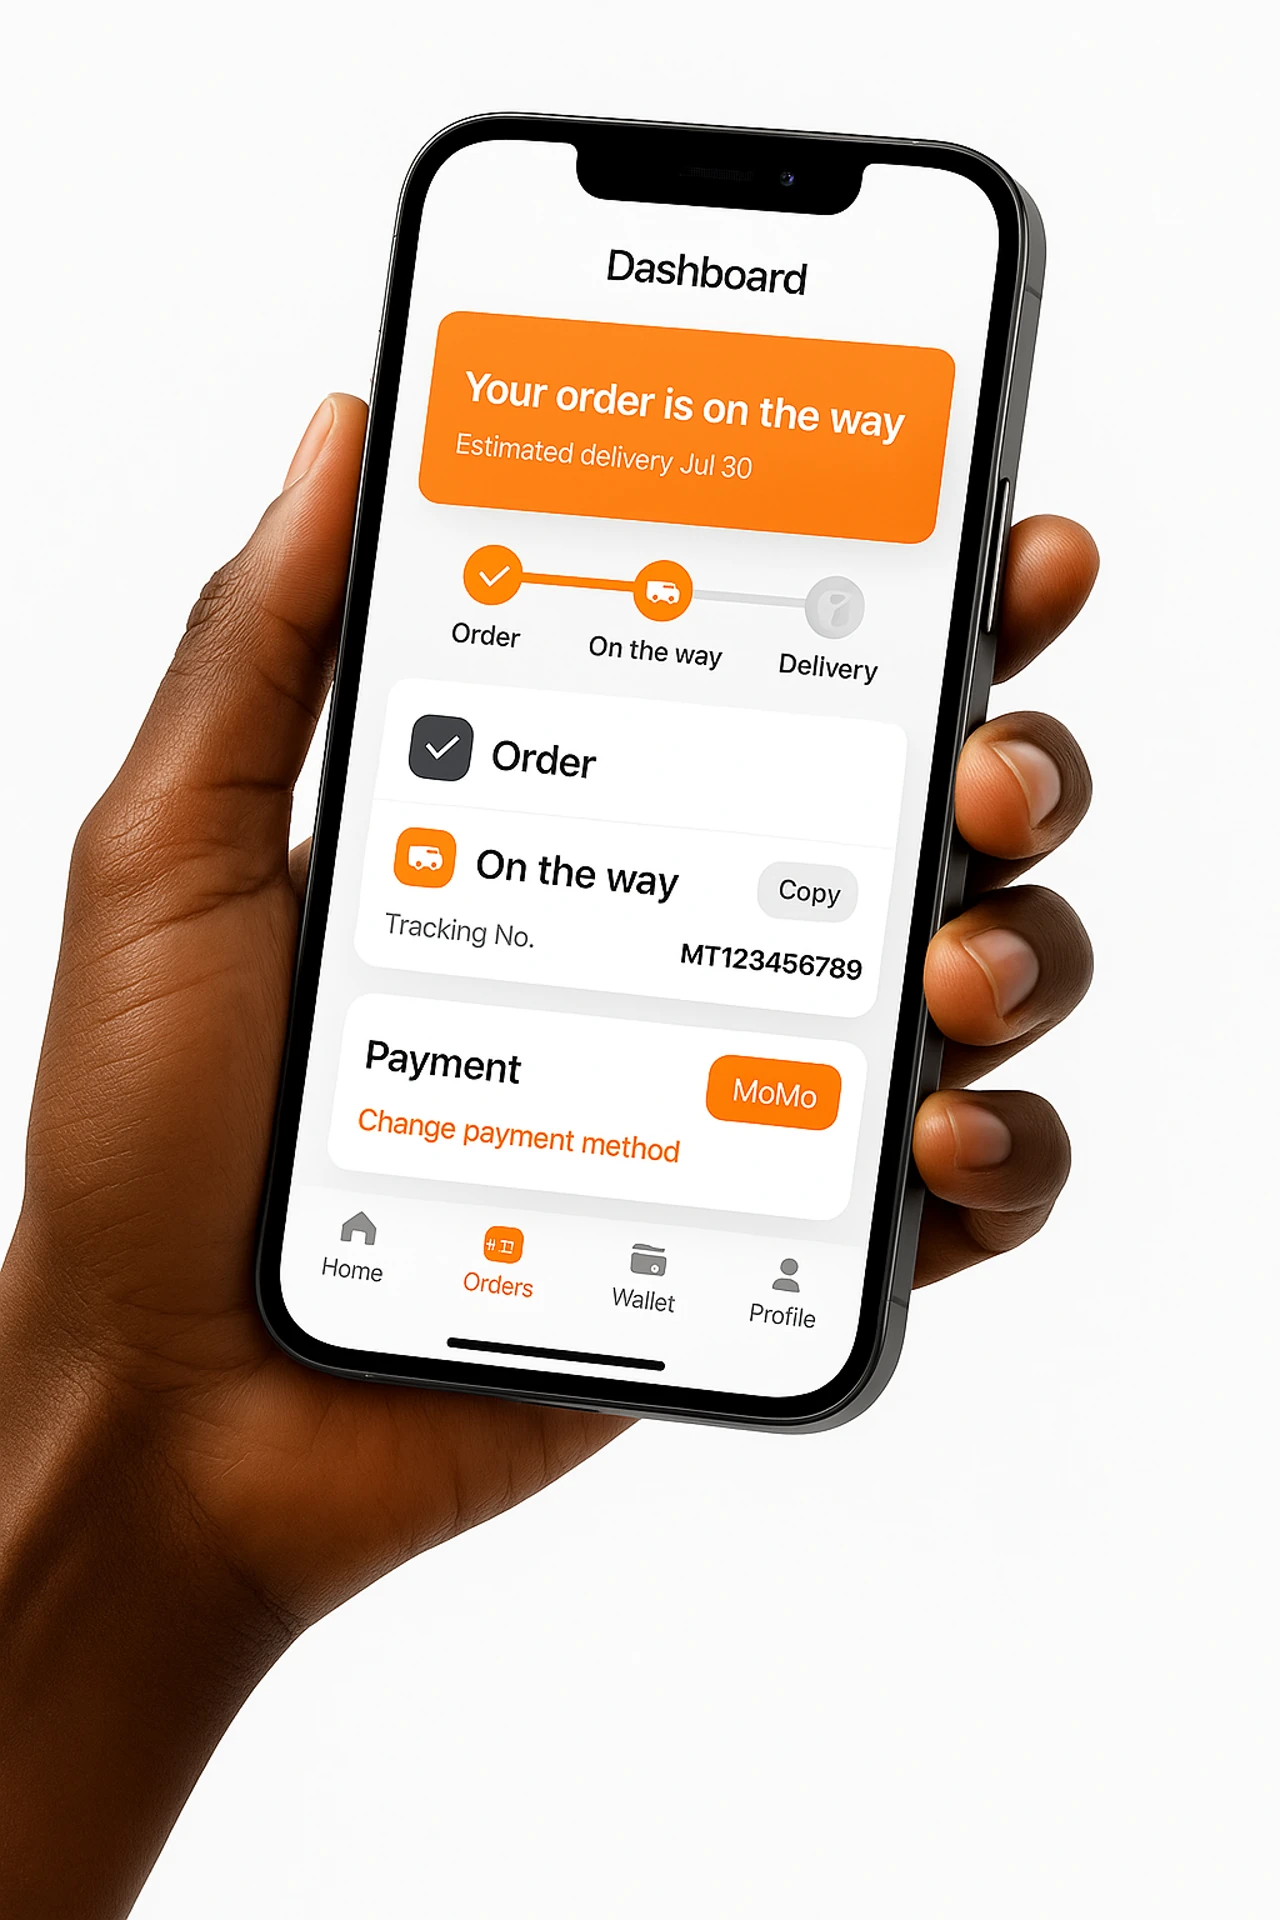 Dashboard
Your order is on the way
Estimated delivery Jul 30
Order
On the way
Delivery
Order
On the way
Copy
Tracking No.
MT123456789
Payment
MoMo
Change payment method
Home
Orders
Wallet
Profile